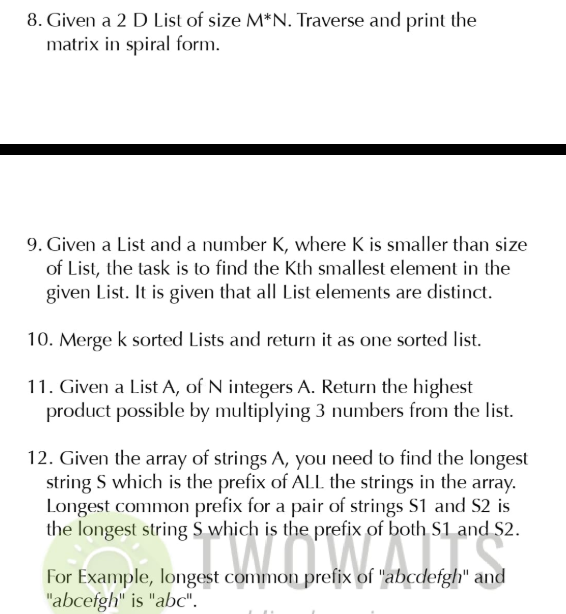 8. Given a 2 D List of size M*N. Traverse and print the
matrix in spiral form.
9. Given a List and a number K, where K is smaller than size
of List, the task is to find the Kth smallest element in the
given List. It is given that all List elements are distinct.
10. Merge k sorted Lists and return it as one sorted list.
11. Given a List A, of N integers A. Return the highest
product possible by multiplying 3 numbers from the list.
12. Given the array of strings A, you need to find the longest
string S which is the prefix of ALL the strings in the array.
Longest common prefix for a pair of strings S1 and S2 is
the longest string S which is the prefix of both S1 and S2.
TWOWAITS
For Example, longest common prefix of "abcdefgh" and
"abcefgh" is "abc".